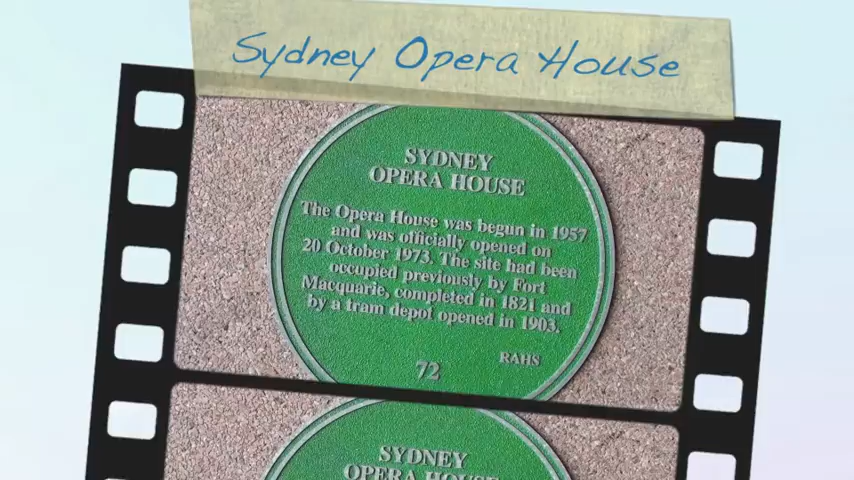 Sydney Opera House
SYDNEY
OPERA HOUSE
The Opera House was begun in 1957
and was officially opened on
20 October 1973. The site had been
occupied previously by Fort
Macquarie, completed in 1821 and
by a tram depot opened in 1903.
RAHS
72
SYDNEY
OPERA HOUSE